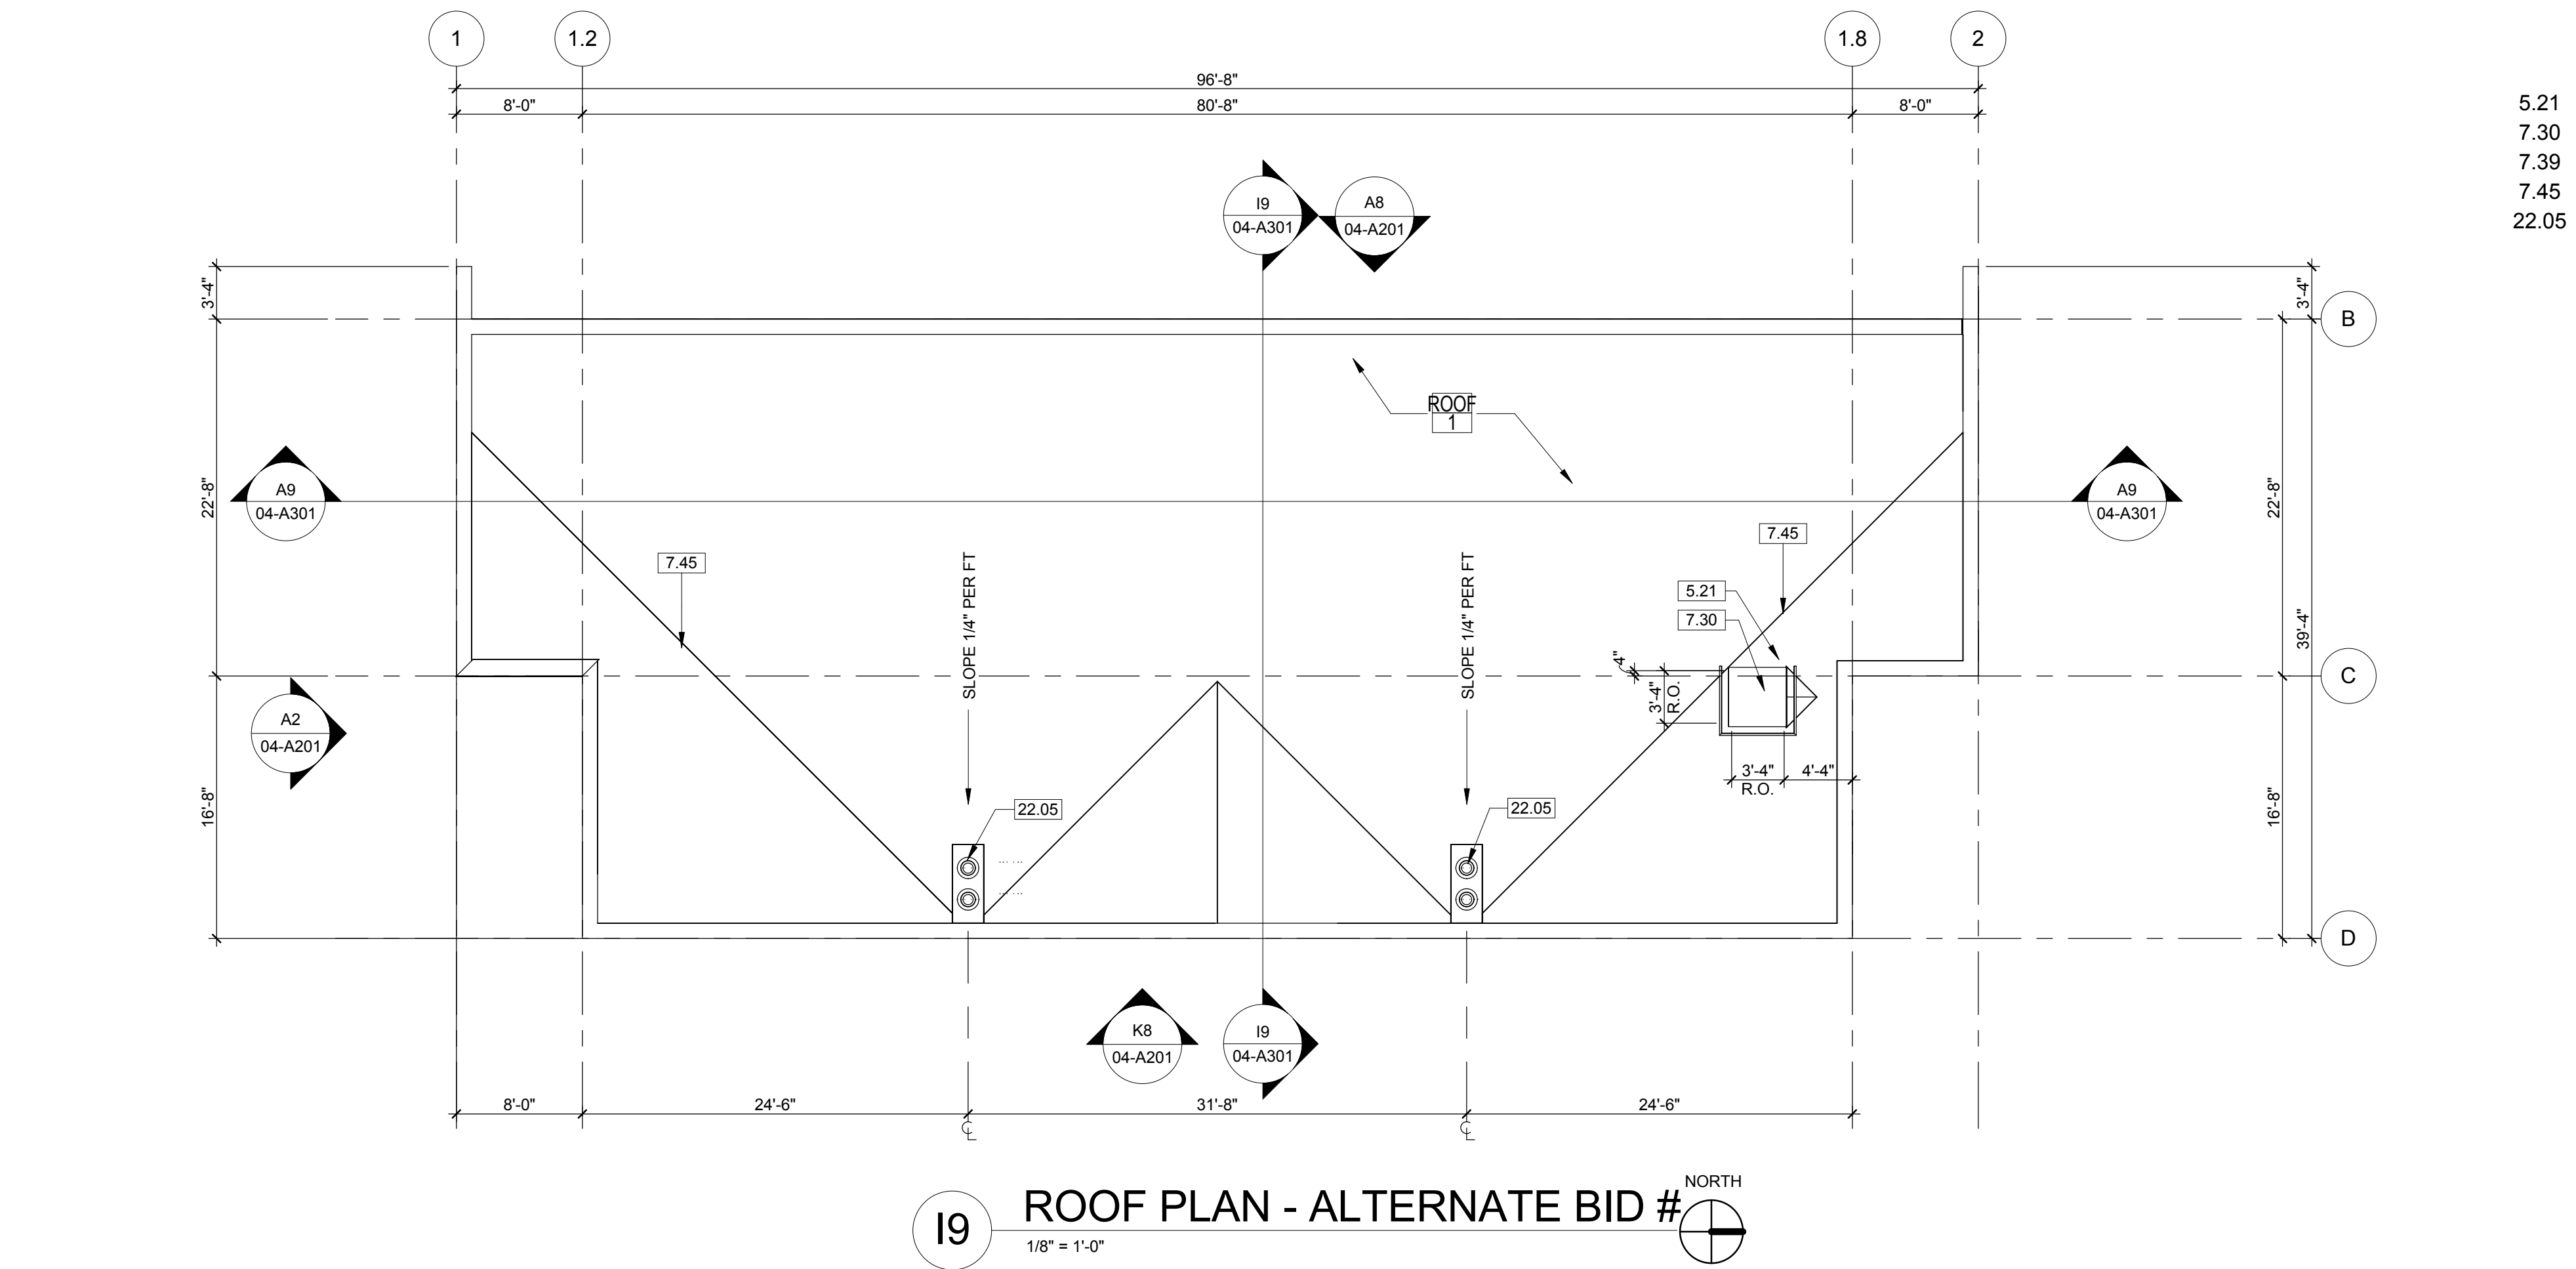 1
1.2
1.8
2
96'-8"
8'-0"
80'-8"
8'-0"
5.21
7.30
7.39
7.45
22.05
I9
04-A301
A8
04-A201
3'-4"
3'-4"
B
ROOF
1
A9
04-A301
22'-8"
22'-8"
A9
04-A301
7.45
7.45
SLOPE 1/4" PER FT
SLOPE 1/4" PER FT
5.21
7.30
39'-4"
4"
3'-4"
R.O.
C
A2
04-A201
3'-4"
R.O.
4'-4"
16'-8"
16'-8"
22.05
22.05
D
K8
04-A201
I9
04-A301
8'-0"
24'-6"
31'-8"
24'-6"
CL
CL
I9
ROOF PLAN - ALTERNATE BID #
1/8" = 1'-0"
NORTH